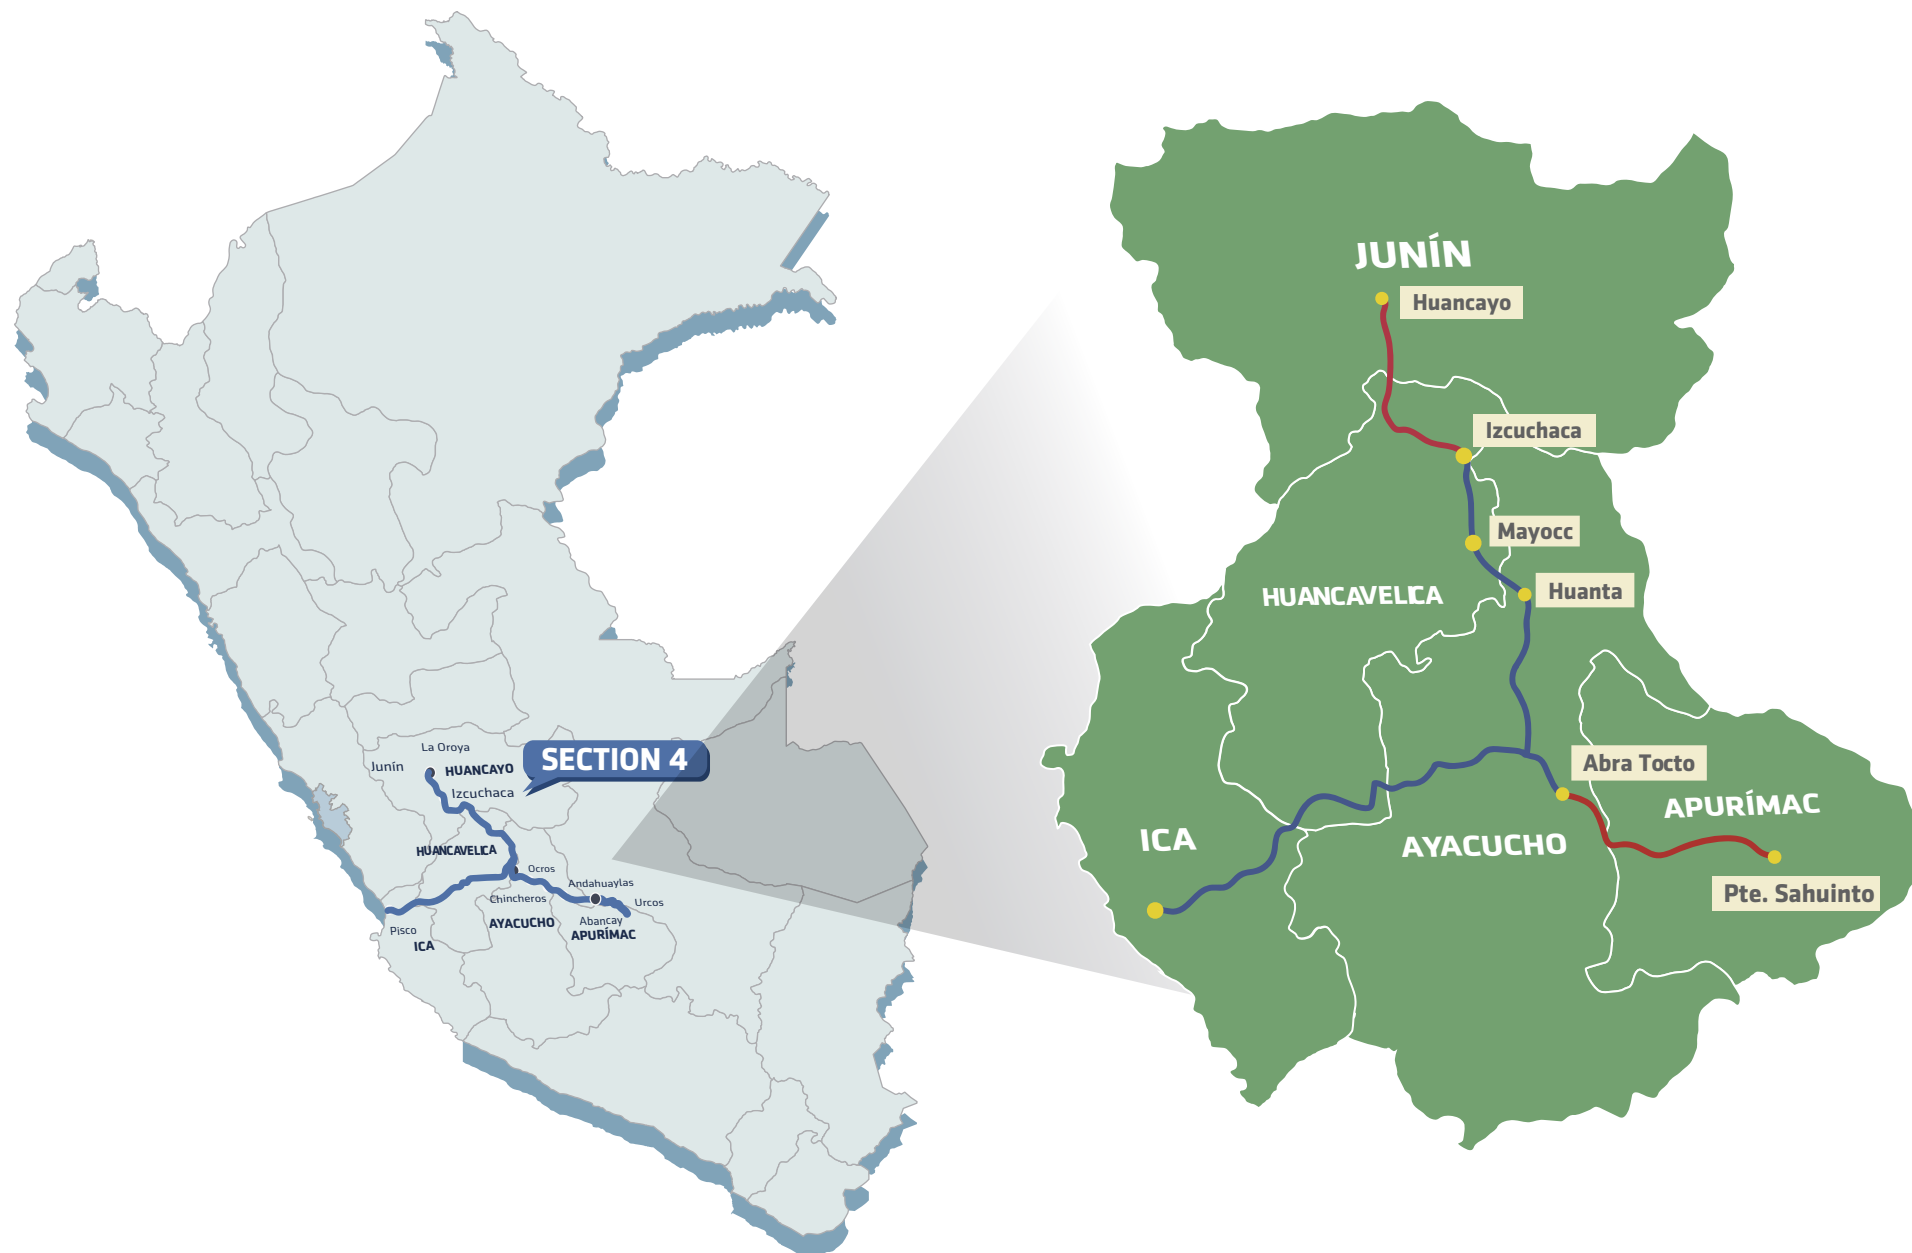 La Oroya
Junín
HUANCAYO
Izcuchaca
SECTION 4
HUANCAVELICA
Ocros
Andahuaylas
Chincheros
Urcos
Abancay
AYACUCHO
APURÍMAC
Pisco
ICA
JUNÍN
Huancayo
Izcuchaca
Mayocc
HUANCAVELICA
Huanta
Abra Tocto
APURÍMAC
ICA
AYACUCHO
Pte. Sahuinto